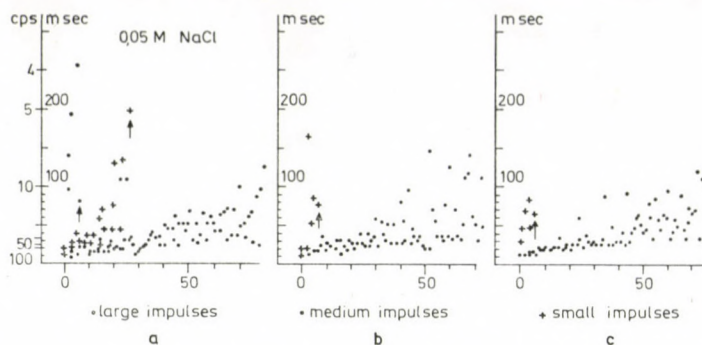 cps m sec m sec m sec
0,05 M NaCl
4
5 200 200 200
100 100 100
10
50
100
0 50 0 50 0 50
∘large impulses •medium impulses +small impulses
a b c